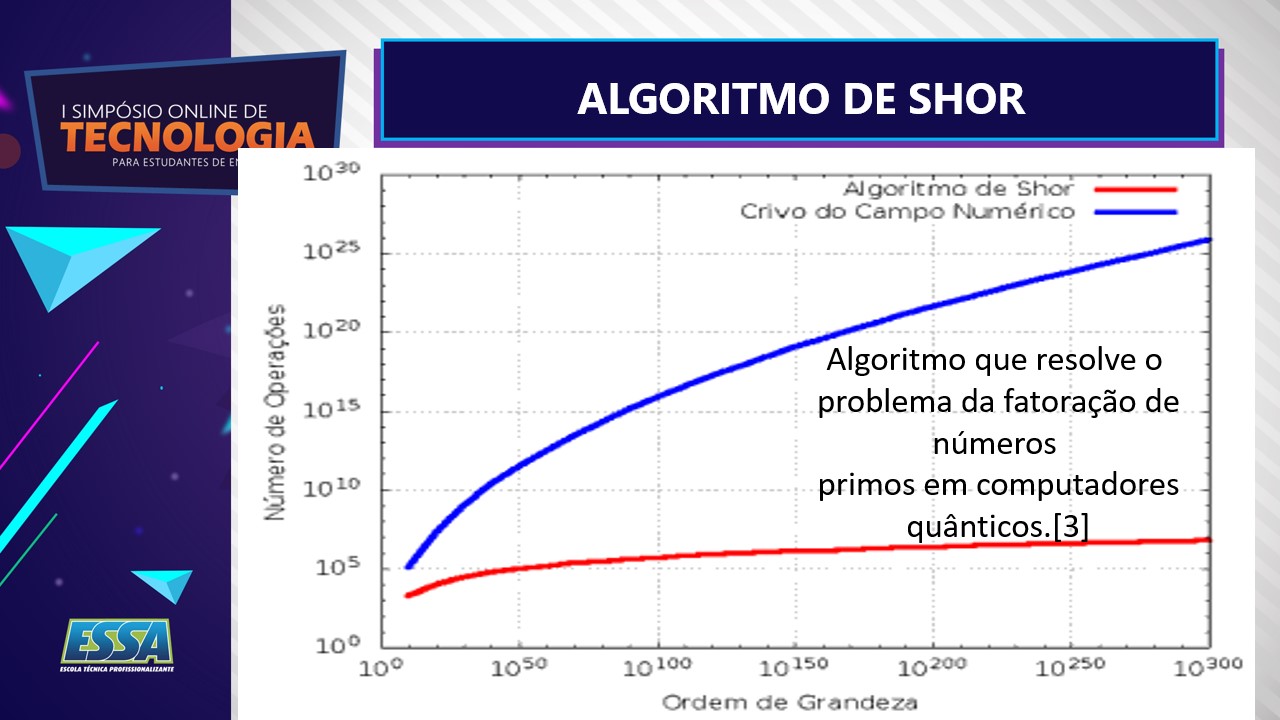 I SIMPÓSIO ONLINE DE
TECNOLOGIA
PARA ESTUDANTES DE
ALGORITMO DE SHOR
10^30
10^25
10^20
10^15
10^10
10^5
10^0
Número de Operações
Algoritmo de Shor
Crivo do Campo Numérico
Algoritmo que resolve o
problema da fatoração de
números
primos em computadores
quânticos.[3]
10^0 10^50 10^100 10^150 10^200 10^250 10^300
Ordem de Grandeza
ESSA
ESCOLA TÉCNICA PROFISSIONALIZANTE